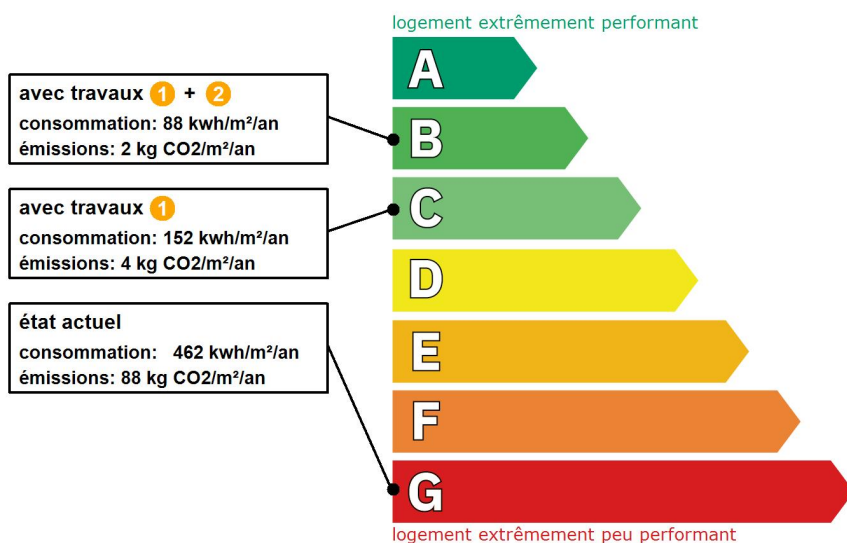 logement extrêmement performant
A
avec travaux 1 + 2
consommation: 88 kwh/m²/an
émissions: 2 kg CO2/m²/an
B
avec travaux 1
consommation: 152 kwh/m²/an
émissions: 4 kg CO2/m²/an
C
D
état actuel
consommation: 462 kwh/m²/an
émissions: 88 kg CO2/m²/an
E
F
G
logement extrêmement peu performant